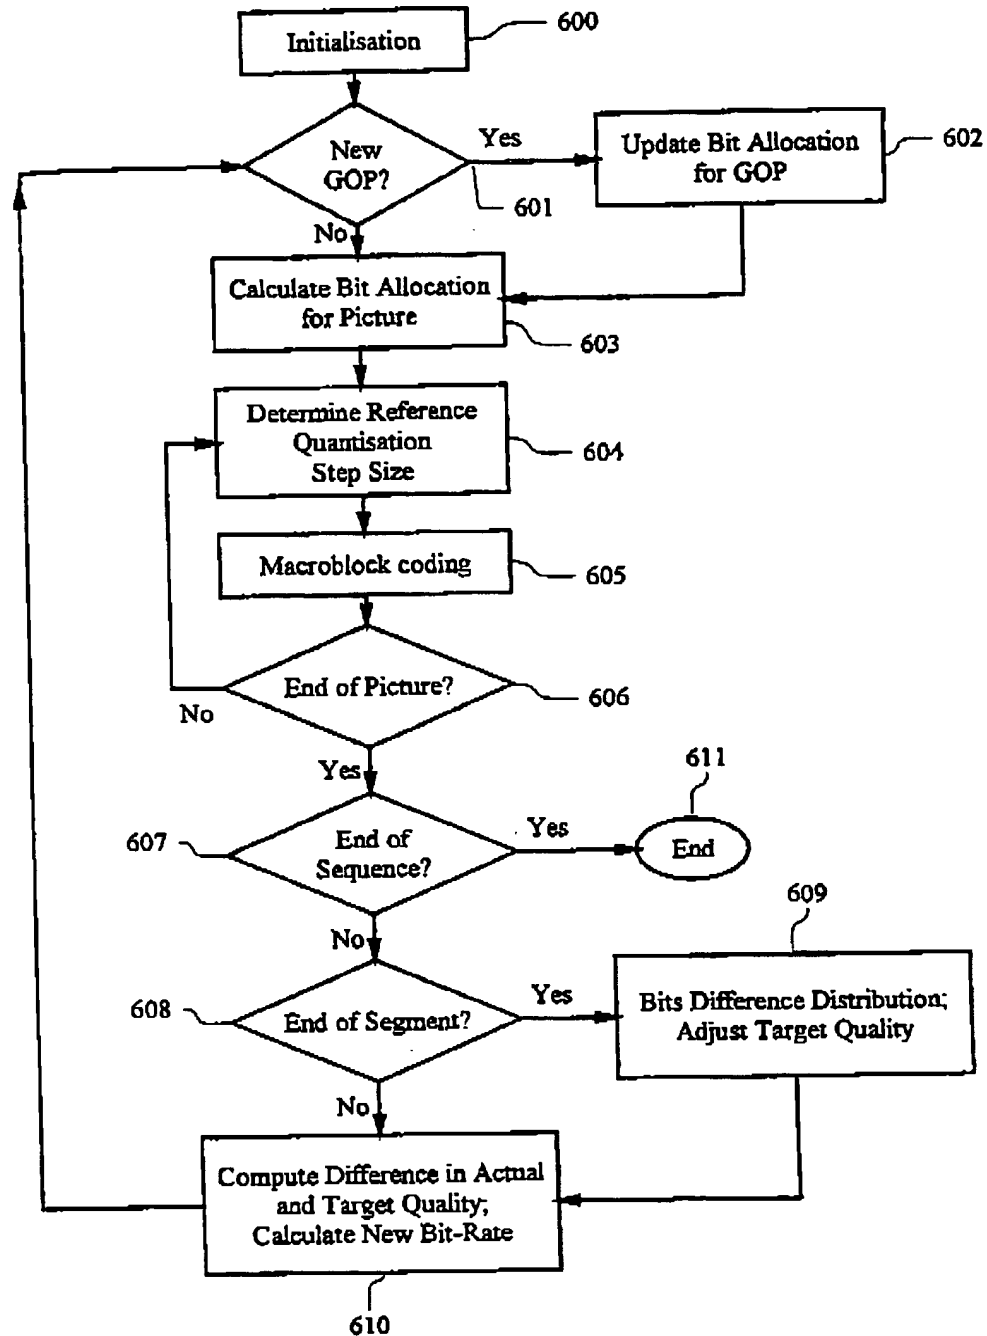 Initialisation
600
New
GOP?
Yes
601
Update Bit Allocation
for GOP
602
No
Calculate Bit Allocation
for Picture
603
Determine Reference
Quantisation
Step Size
604
Macroblock coding
605
End of Picture?
606
No
Yes
611
607
End of
Sequence?
Yes
End
609
No
608
End of Segment?
Yes
Bits Difference Distribution;
Adjust Target Quality
No
Compute Difference in Actual
and Target Quality;
Calculate New Bit-Rate
610